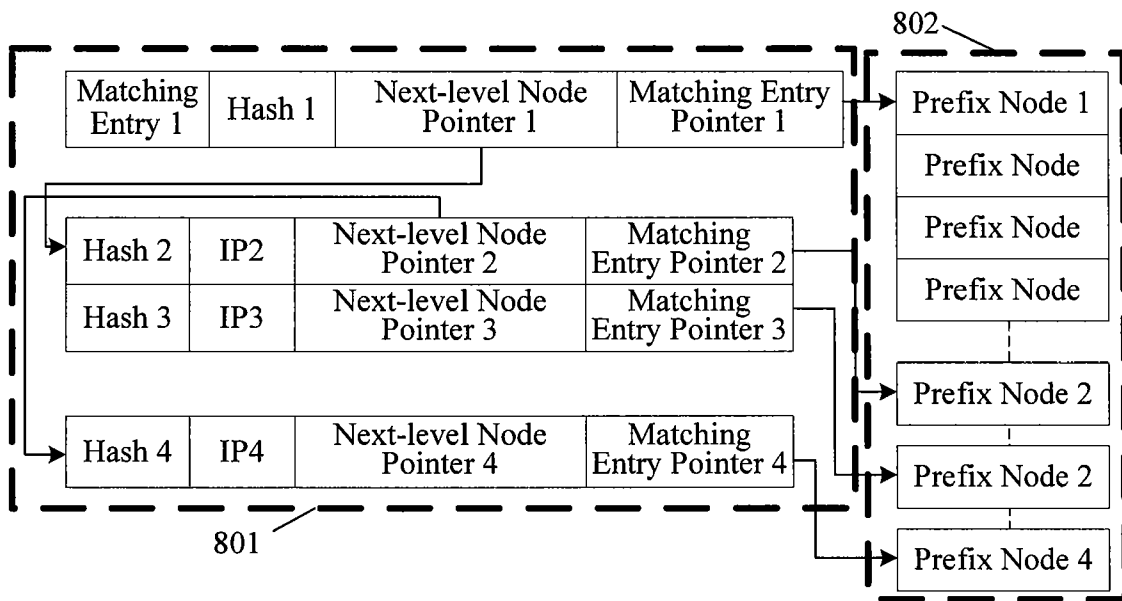 802
Matching Entry 1
Hash 1
Next-level Node Pointer 1
Matching Entry Pointer 1
Prefix Node 1
Prefix Node
Prefix Node
Prefix Node
Hash 2
IP2
Next-level Node Pointer 2
Matching Entry Pointer 2
Hash 3
IP3
Next-level Node Pointer 3
Matching Entry Pointer 3
Prefix Node 2
Hash 4
IP4
Next-level Node Pointer 4
Matching Entry Pointer 4
Prefix Node 2
Prefix Node 4
801